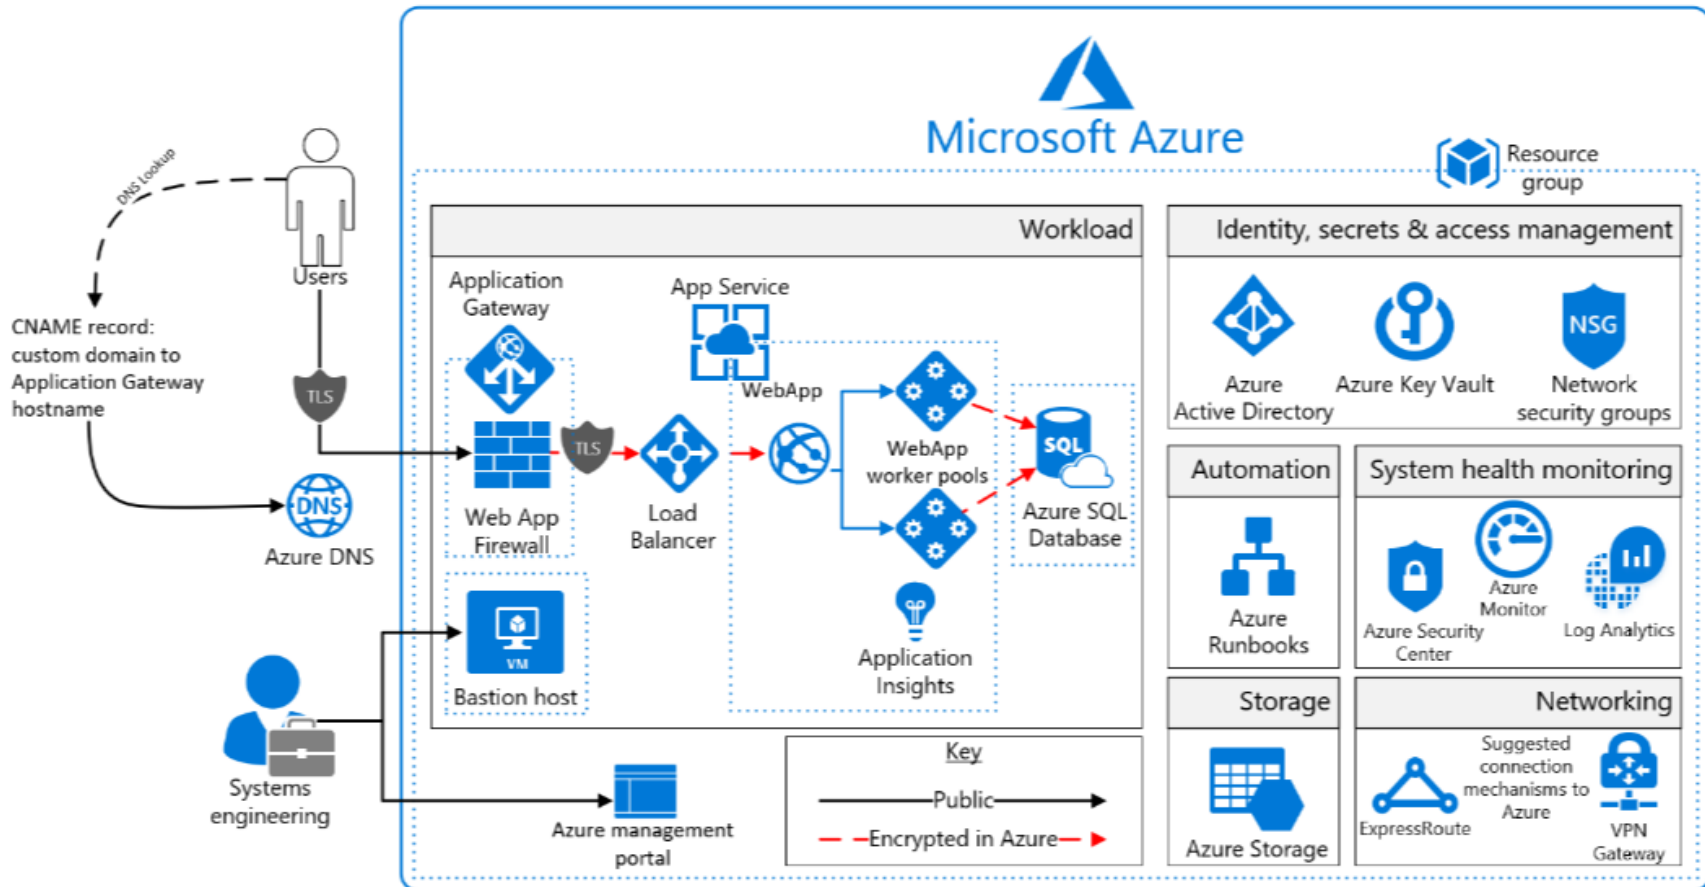 Microsoft Azure
Resource
group
DNS Lookup
Users
CNAME record:
custom domain to
Application Gateway
hostname
TLS
DNS
Azure DNS
Systems
engineering
Workload
Application
Gateway
Web App
Firewall
TLS
Load
Balancer
App Service
WebApp
WebApp
worker pools
SQL
Azure SQL
Database
Application
Insights
VM
Bastion host
Azure management
portal
Key
Public
Encrypted in Azure
Identity, secrets & access management
Azure
Active Directory
Azure Key Vault
NSG
Network
security groups
Automation
Azure
Runbooks
System health monitoring
Azure Security
Center
Azure
Monitor
Log Analytics
Storage
Azure Storage
Networking
ExpressRoute
Suggested
connection
mechanisms to
Azure
VPN
Gateway